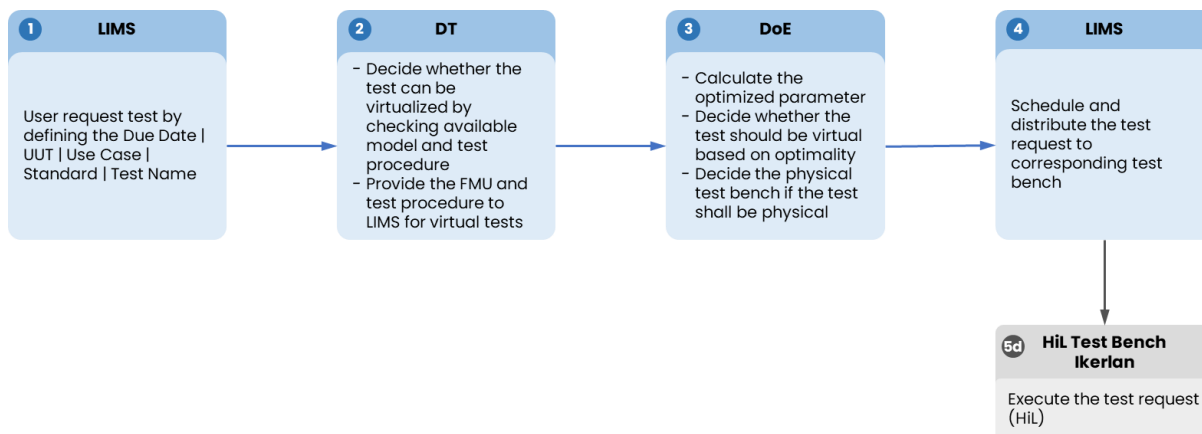 1 LIMS
User request test by
defining the Due Date |
UUT | Use Case |
Standard | Test Name
2 DT
- Decide whether the
test can be
virtualized by
checking available
model and test
procedure
- Provide the FMU and
test procedure to
LIMS for virtual tests
3 DoE
- Calculate the
optimized parameter
- Decide whether the
test should be virtual
based on optimality
- Decide the physical
test bench if the test
shall be physical
4 LIMS
Schedule and
distribute the test
request to
corresponding test
bench
5d HiL Test Bench
Ikerlan
Execute the test request
(HiL)